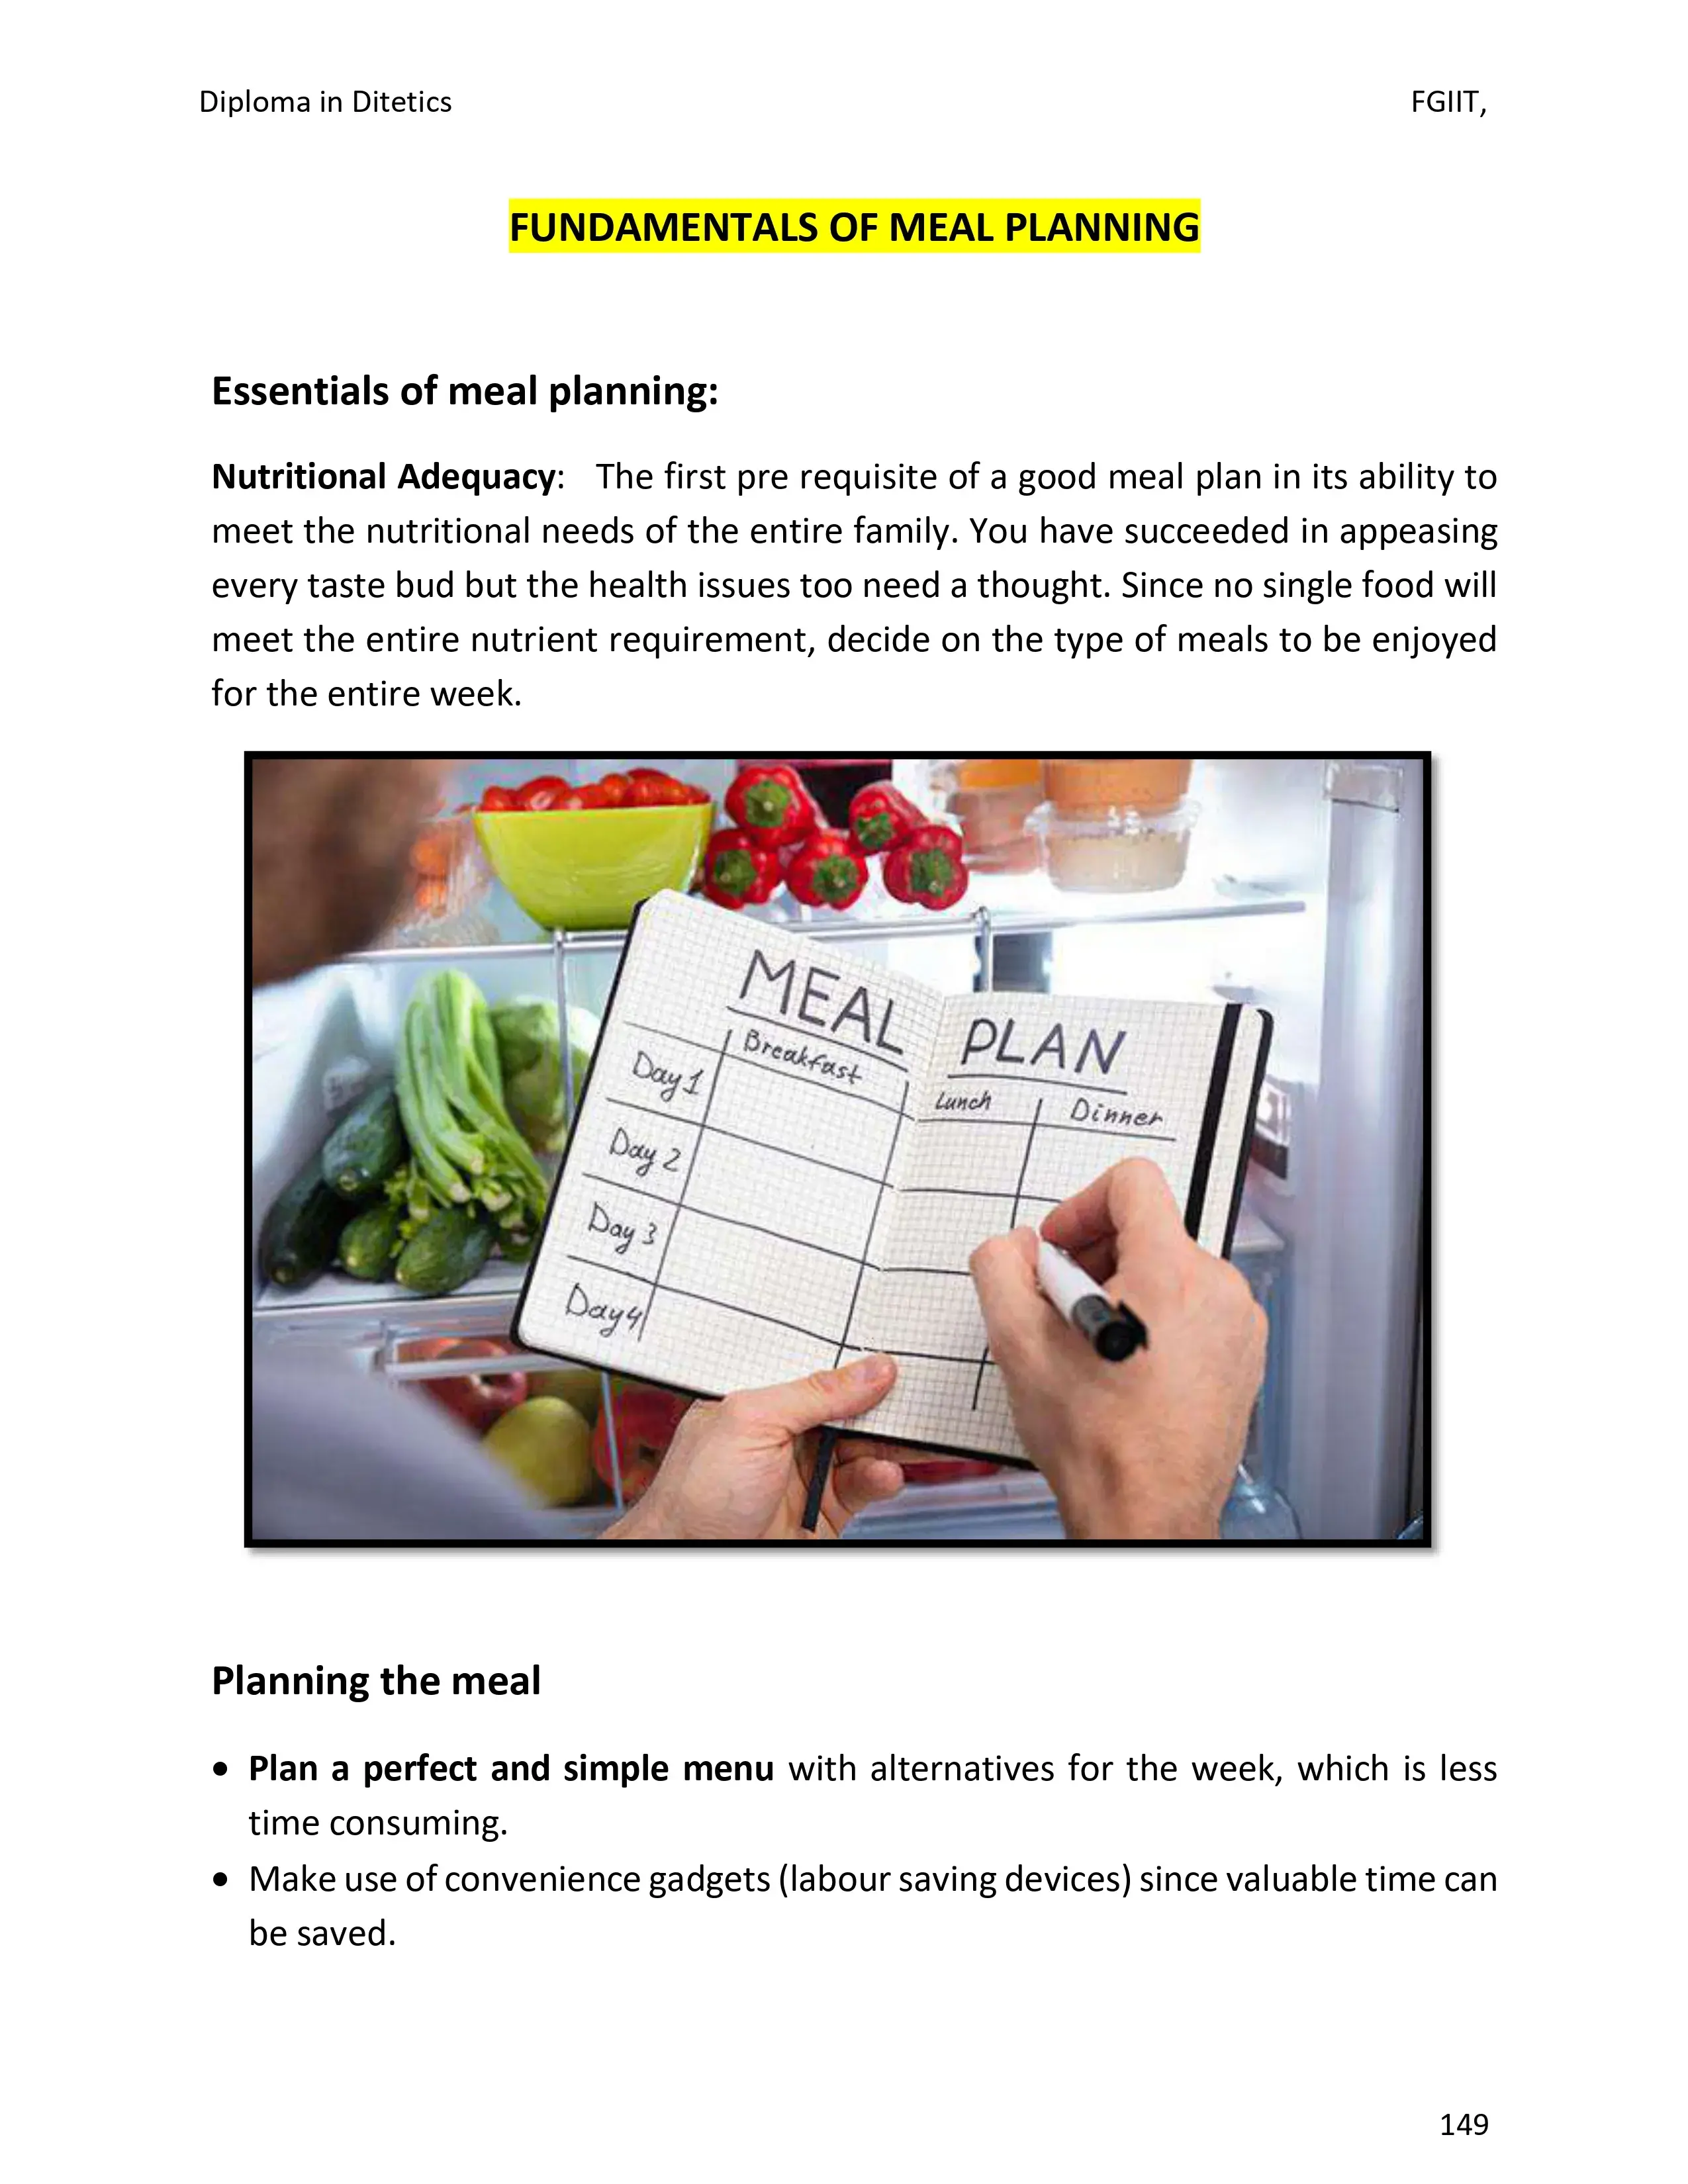 Diploma in Ditetics FGIIT,
FUNDAMENTALS OF MEAL PLANNING
Essentials of meal planning:
Nutritional Adequacy: The first pre requisite of a good meal plan in its ability to
meet the nutritional needs of the entire family. You have succeeded in appeasing
every taste bud but the health issues too need a thought. Since no single food will
meet the entire nutrient requirement, decide on the type of meals to be enjoyed
for the entire week.
MEAL PLAN
Breakfast Lunch Dinner
Day 1
Day 2
Day 3
Day 4
Planning the meal
• Plan a perfect and simple menu with alternatives for the week, which is less
time consuming.
• Make use of convenience gadgets (labour saving devices) since valuable time can
be saved.
149